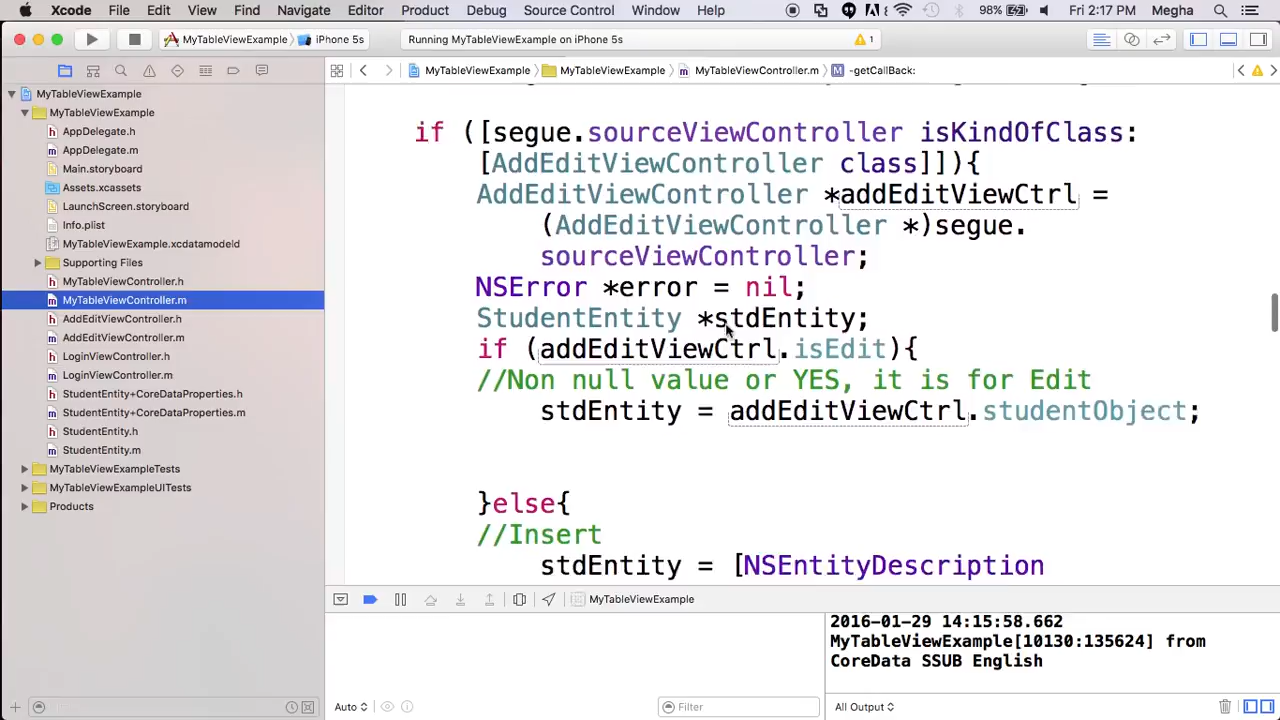 Xcode File Edit View Find Navigate Editor Product Debug Source Control Window Help 98% Fri 2:17 PM Megha
MyTableViewExample iPhone 5s Running MyTableViewExample on iPhone 5s 1
MyTableViewExample MyTableViewExample MyTableViewController.m -getCallBack:
MyTableViewExample
MyTableViewExample
AppDelegate.h
AppDelegate.m
Main.storyboard
Assets.xcassets
LaunchScreen.storyboard
Info.plist
MyTableViewExample.xcdatamodeld
Supporting Files
MyTableViewController.h
MyTableViewController.m
AddEditViewController.h
AddEditViewController.m
LoginViewController.h
LoginViewController.m
StudentEntity+CoreDataProperties.h
StudentEntity+CoreDataProperties.m
StudentEntity.h
StudentEntity.m
MyTableViewExampleTests
MyTableViewExampleUITests
Products
if ([segue.sourceViewController isKindOfClass:
[AddEditViewController class]]){
AddEditViewController *addEditViewCtrl =
(AddEditViewController *)segue.
sourceViewController;
NSError *error = nil;
StudentEntity *stdEntity;
if (addEditViewCtrl.isEdit){
//Non null value or YES, it is for Edit
stdEntity = addEditViewCtrl.studentObject;
}else{
//Insert
stdEntity = [NSEntityDescription
MyTableViewExample
2016-01-29 14:15:58.662
MyTableViewExample[10130:135624] from
CoreData SSUB English
Auto Filter All Output